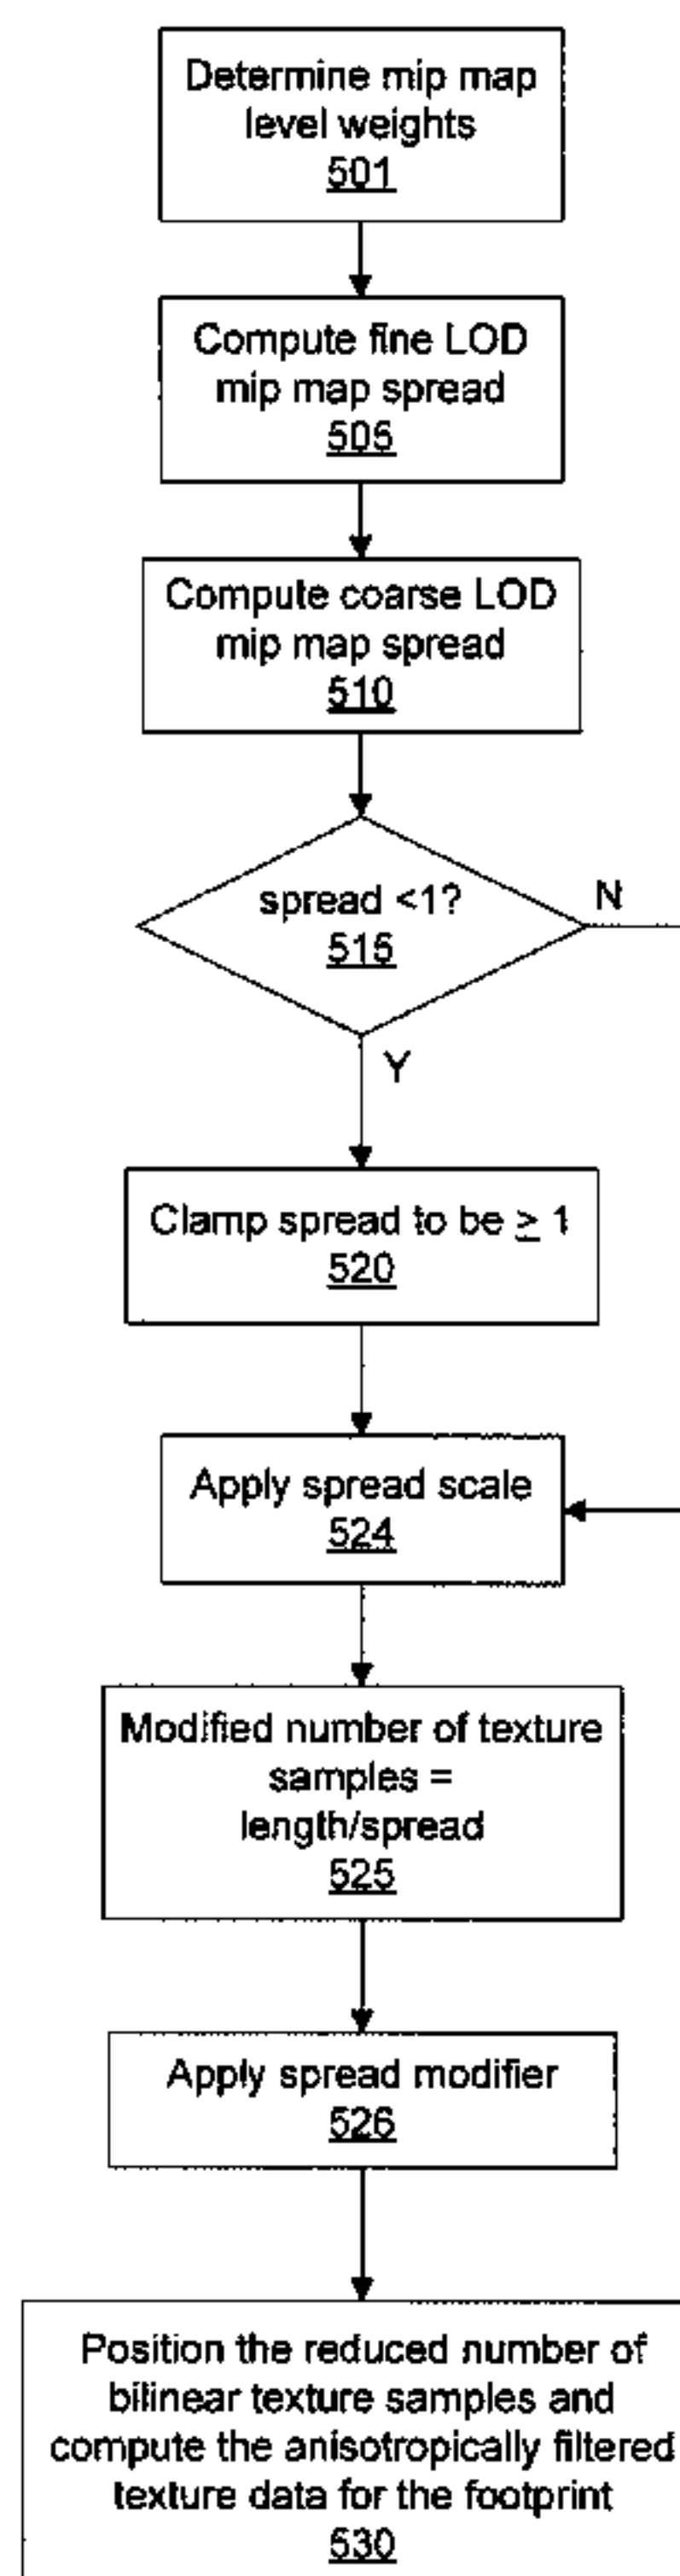 Determine mip map
level weights
501
Compute fine LOD
mip map spread
505
Compute coarse LOD
mip map spread
510
spread <1?
515
N
Y
Clamp spread to be ≥ 1
520
Apply spread scale
524
Modified number of texture
samples =
length/spread
525
Apply spread modifier
526
Position the reduced number of
bilinear texture samples and
compute the anisotropically filtered
texture data for the footprint
530